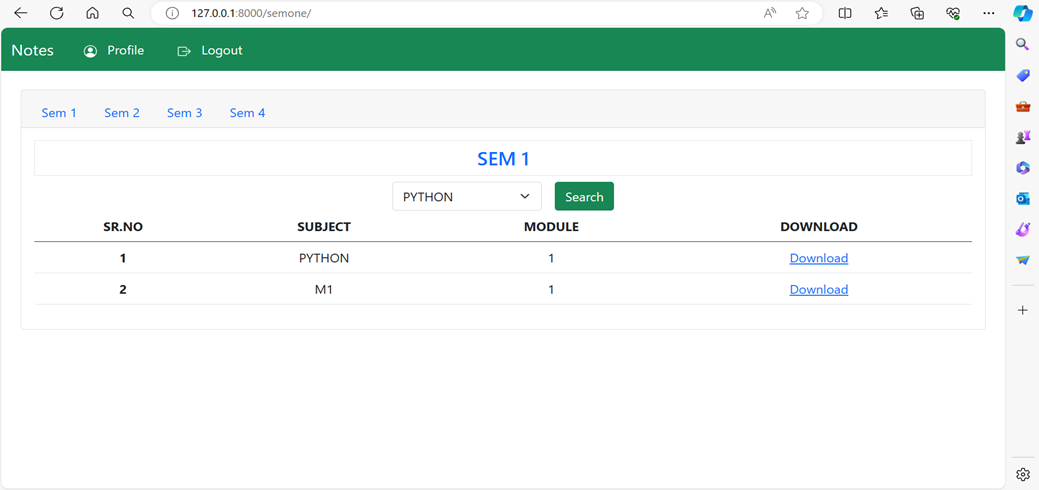 127.0.0.1:8000/semone/
Notes Profile Logout
Sem 1 Sem 2 Sem 3 Sem 4
SEM 1
PYTHON Search
SR.NO SUBJECT MODULE DOWNLOAD
1 PYTHON 1 Download
2 M1 1 Download